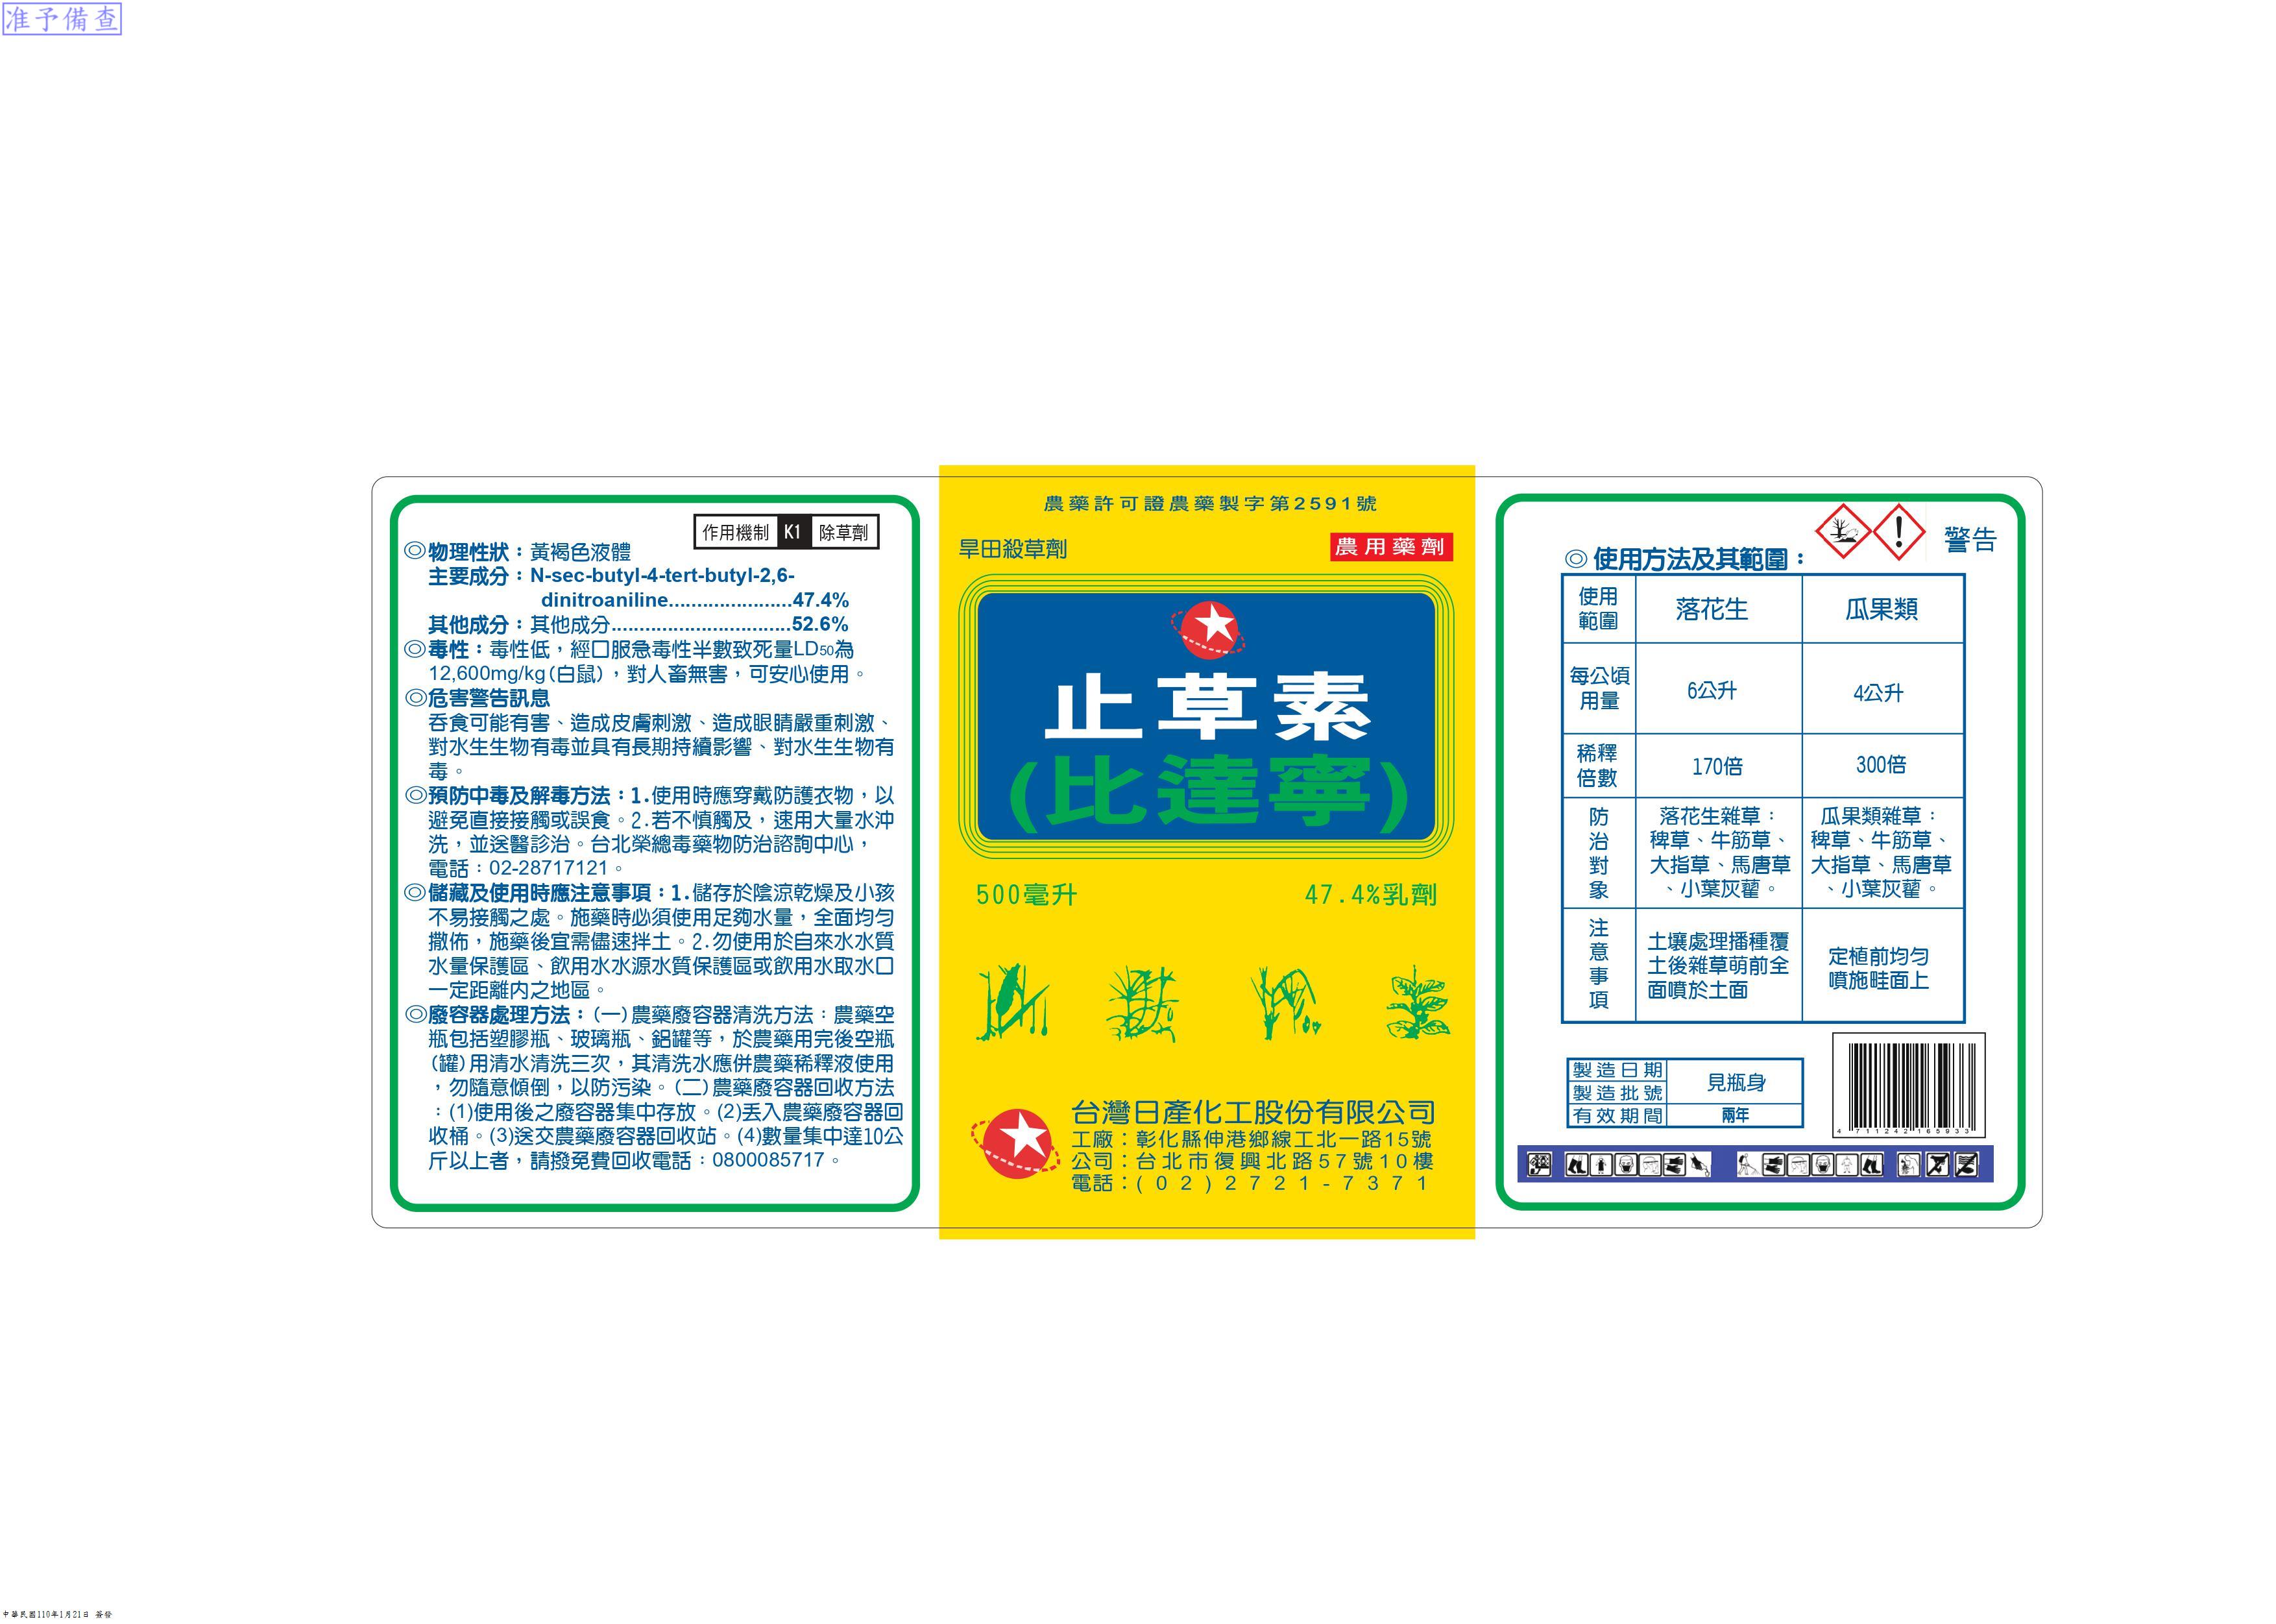 准予備查
作用機制 K1 除草劑
◎物理性狀：黃褐色液體
主要成分：N-sec-butyl-4-tert-butyl-2,6-
dinitroaniline......................47.4%
其他成分：其他成分................................52.6%
◎毒性：毒性低，經口服急毒性半數致死量LD50為
12,600mg/kg(白鼠)，對人畜無害，可安心使用。
◎危害警告訊息
吞食可能有害、造成皮膚刺激、造成眼睛嚴重刺激、
對水生生物有毒並具有長期持續影響、對水生生物有
毒。
◎預防中毒及解毒方法：1.使用時應穿戴防護衣物，以
避免直接接觸或誤食。2.若不慎觸及，速用大量水沖
洗，並送醫診治。台北榮總毒藥物防治諮詢中心，
電話：02-28717121。
◎儲藏及使用時應注意事項：1.儲存於陰涼乾燥及小孩
不易接觸之處。施藥時必須使用足夠水量，全面均勻
撒佈，施藥後宜需儘速拌土。2.勿使用於自來水水質
水量保護區、飲用水水源水質保護區或飲用水取水口
一定距離內之地區。
◎廢容器處理方法：(一)農藥廢容器清洗方法：農藥空
瓶包括塑膠瓶、玻璃瓶、鋁罐等，於農藥用完後空瓶
(罐)用清水清洗三次，其清洗水應併農藥稀釋液使用
，勿隨意傾倒，以防污染。(二)農藥廢容器回收方法
：(1)使用後之廢容器集中存放。(2)丟入農藥廢容器回
收桶。(3)送交農藥廢容器回收站。(4)數量集中達10公
斤以上者，請撥免費回收電話：0800085717。
農藥許可證農藥製字第2591號
旱田殺草劑
農用藥劑
止草素
(比達寧)
500毫升
47.4%乳劑
台灣日產化工股份有限公司
工廠：彰化縣伸港鄉線工北一路15號
公司：台北市復興北路57號10樓
電話：(02)2721-7371
警告
◎ 使用方法及其範圍：
使用
範圍
落花生
瓜果類
每公頃
用量
6公升
4公升
稀釋
倍數
170倍
300倍
防
治
對
象
落花生雜草：
稗草、牛筋草、
大指草、馬唐草
、小葉灰藋。
瓜果類雜草：
稗草、牛筋草、
大指草、馬唐草
、小葉灰藋。
注
意
事
項
土壤處理播種覆
土後雜草萌前全
面噴於土面
定植前均勻
噴施畦面上
製造日期
製造批號
見瓶身
有效期間
兩年
4 711242 165933
中華民國110年1月21日 簽發